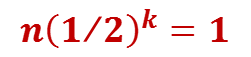 n(1/2)^k = 1